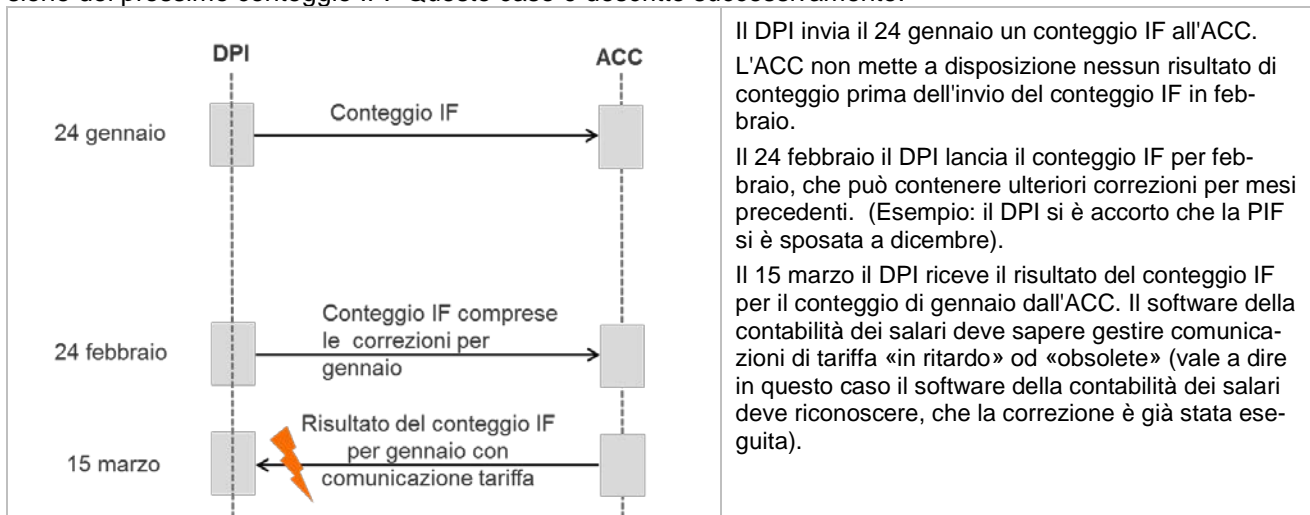 DPI
ACC
24 gennaio
Conteggio IF
24 febbraio
Conteggio IF comprese
le correzioni per
gennaio
15 marzo
Risultato del conteggio IF
per gennaio con
comunicazione tariffa
Il DPI invia il 24 gennaio un conteggio IF all'ACC.
L'ACC non mette a disposizione nessun risultato di
conteggio prima dell'invio del conteggio IF in feb-
braio.
Il 24 febbraio il DPI lancia il conteggio IF per feb-
braio, che può contenere ulteriori correzioni per mesi
precedenti. (Esempio: il DPI si è accorto che la PIF
si è sposata a dicembre).
Il 15 marzo il DPI riceve il risultato del conteggio IF
per il conteggio di gennaio dall'ACC. Il software della
contabilità dei salari deve sapere gestire comunica-
zioni di tariffa «in ritardo» od «obsolete» (vale a dire
in questo caso il software della contabilità dei salari
deve riconoscere, che la correzione è già stata ese-
guita).